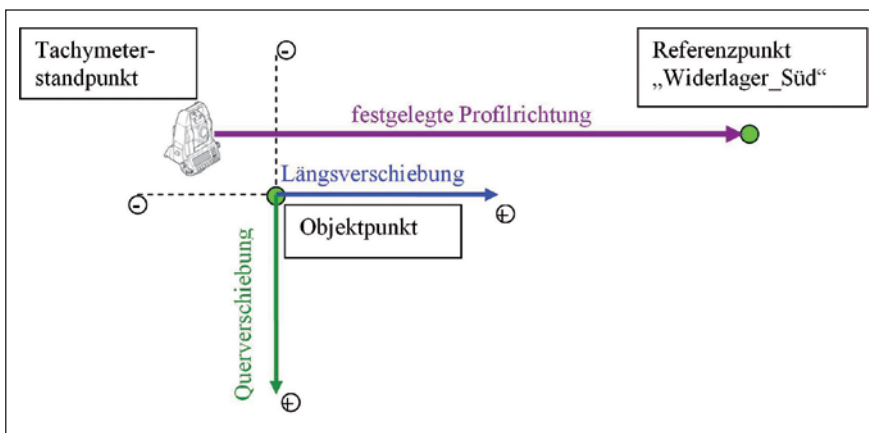 Tachymeter-
standpunkt
Referenzpunkt
„Widerlager_Süd“
festgelegte Profilrichtung
Längsverschiebung
Objektpunkt
Querverschiebung
-
-
+
+